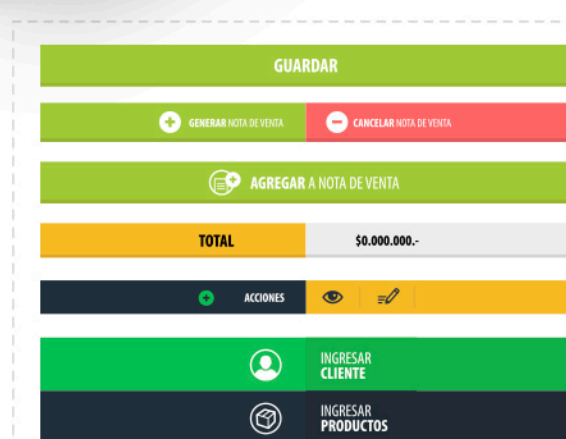 GUARDAR
GENERAR NOTA DE VENTA
CANCELAR NOTA DE VENTA
AGREGAR A NOTA DE VENTA
TOTAL
$0.000.000.-
ACCIONES
INGRESAR
CLIENTE
INGRESAR
PRODUCTOS